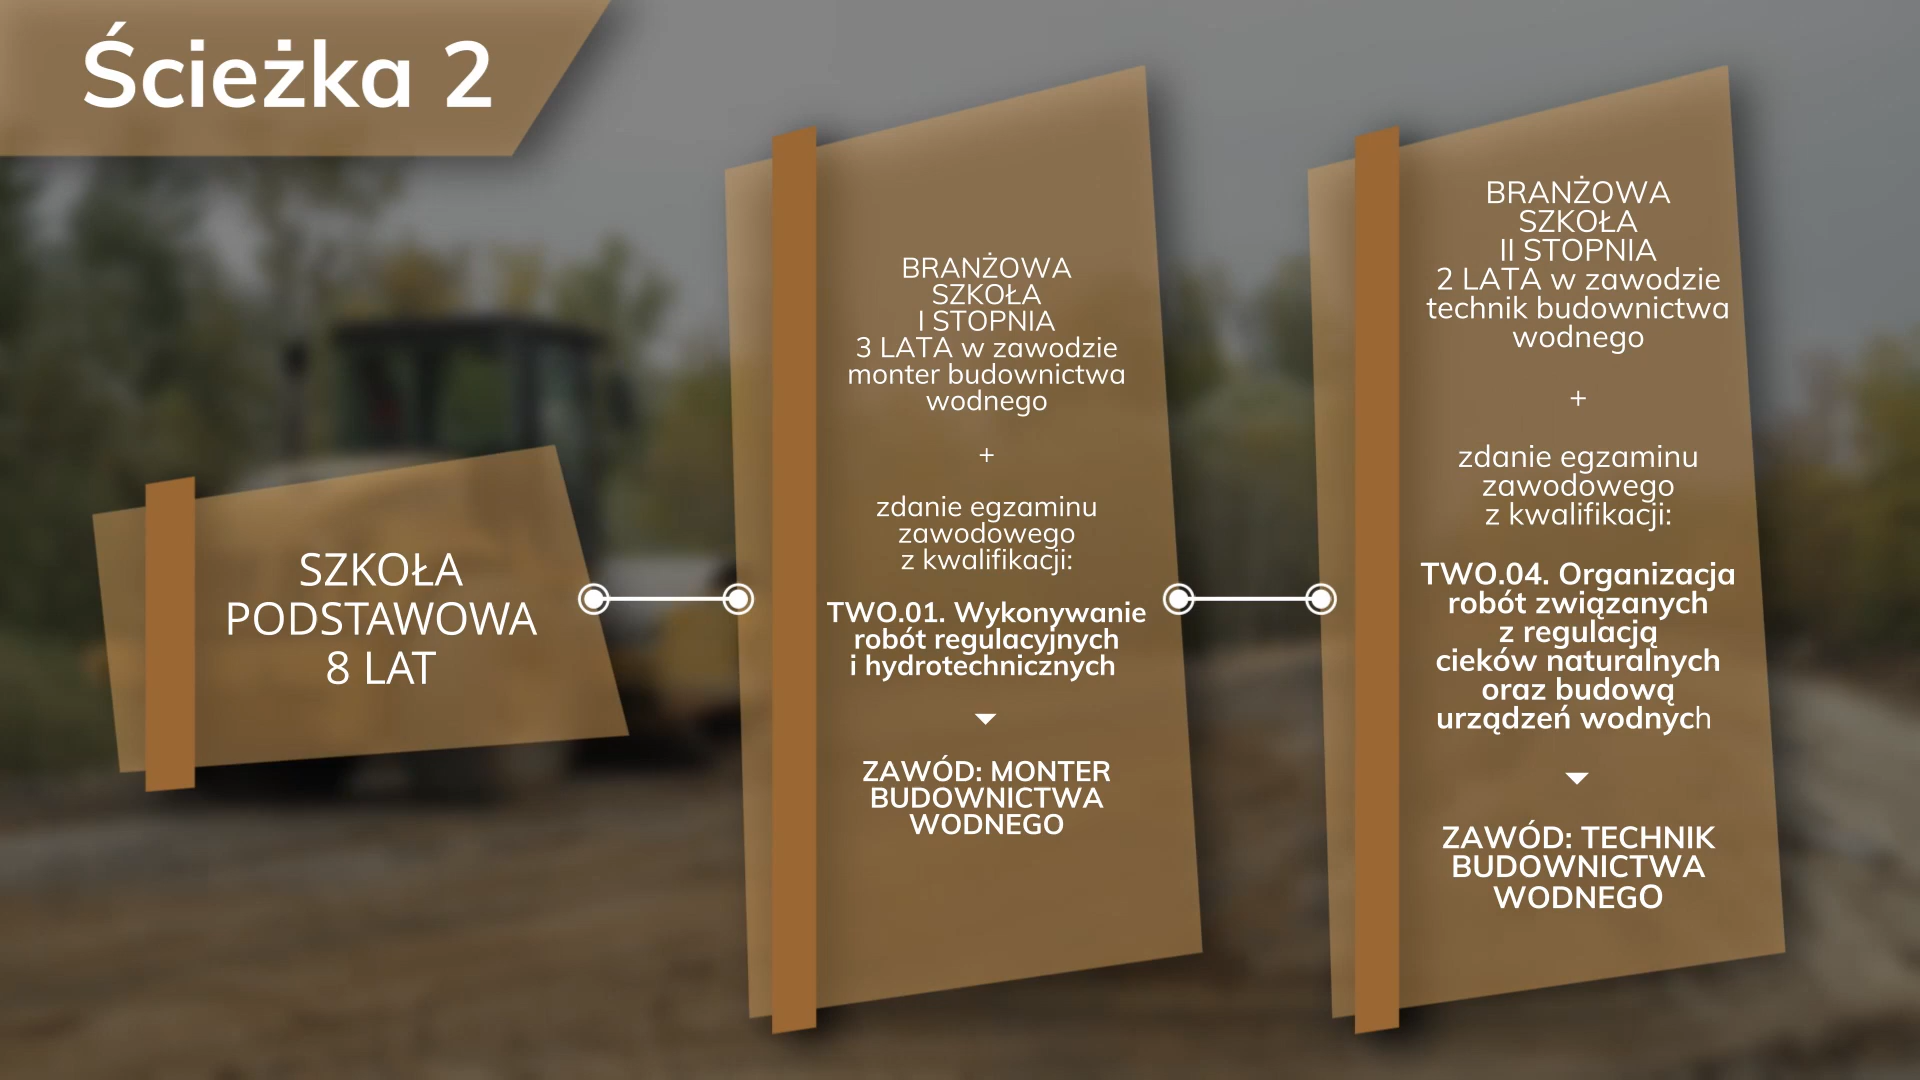 Ścieżka 2
SZKOŁA
PODSTAWOWA
8 LAT
BRANŻOWA
SZKOŁA
I STOPNIA
3 LATA w zawodzie
monter budownictwa
wodnego
+
zdanie egzaminu
zawodowego
z kwalifikacji:
TWO.01. Wykonywanie
robót regulacyjnych
i hydrotechnicznych
ZAWÓD: MONTER
BUDOWNICTWA
WODNEGO
BRANŻOWA
SZKOŁA
II STOPNIA
2 LATA w zawodzie
technik budownictwa
wodnego
+
zdanie egzaminu
zawodowego
z kwalifikacji:
TWO.04. Organizacja
robót związanych
z regulacją
cieków naturalnych
oraz budową
urządzeń wodnych
ZAWÓD: TECHNIK
BUDOWNICTWA
WODNEGO